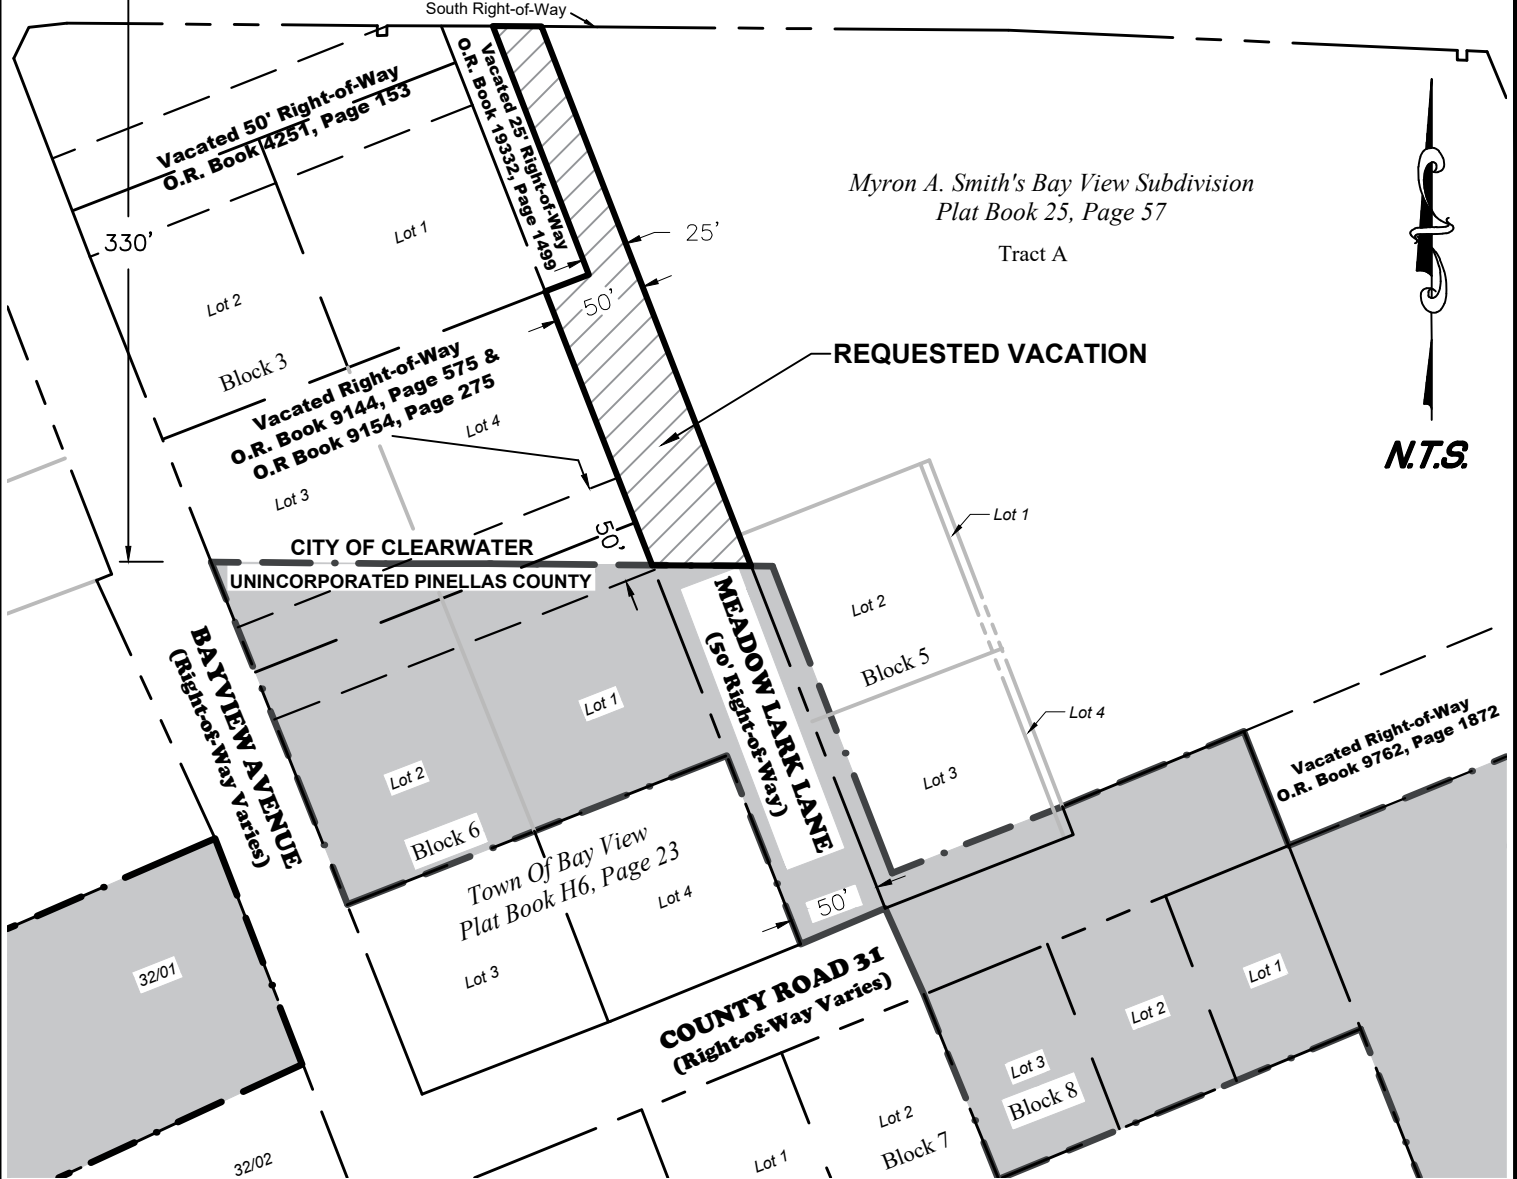 South Right-of-Way
Vacated 50' Right-of-Way
O.R. Book 4251, Page 153
Vacated 25' Right-of-Way
O.R. Book 19332, Page 1499
Myron A. Smith's Bay View Subdivision
Plat Book 25, Page 57
Tract A
330'
25'
50'
Lot 1
Lot 2
Block 3
REQUESTED VACATION
Vacated Right-of-Way
O.R. Book 9144, Page 575 &
O.R Book 9154, Page 275
Lot 4
Lot 3
N.T.S.
50'
CITY OF CLEARWATER
UNINCORPORATED PINELLAS COUNTY
Lot 1
Lot 2
Block 5
Lot 3
Lot 4
MEADOW LARK LANE
(50' Right-of-Way)
BAYVIEW AVENUE
(Right-of-Way Varies)
Lot 1
Lot 2
Block 6
Town Of Bay View
Plat Book H6, Page 23
Lot 4
Lot 3
50'
Vacated Right-of-Way
O.R. Book 9762, Page 1872
32/01
32/02
COUNTY ROAD 31
(Right-of-Way Varies)
Lot 1
Lot 2
Lot 3
Block 8
Lot 2
Block 7
Lot 1